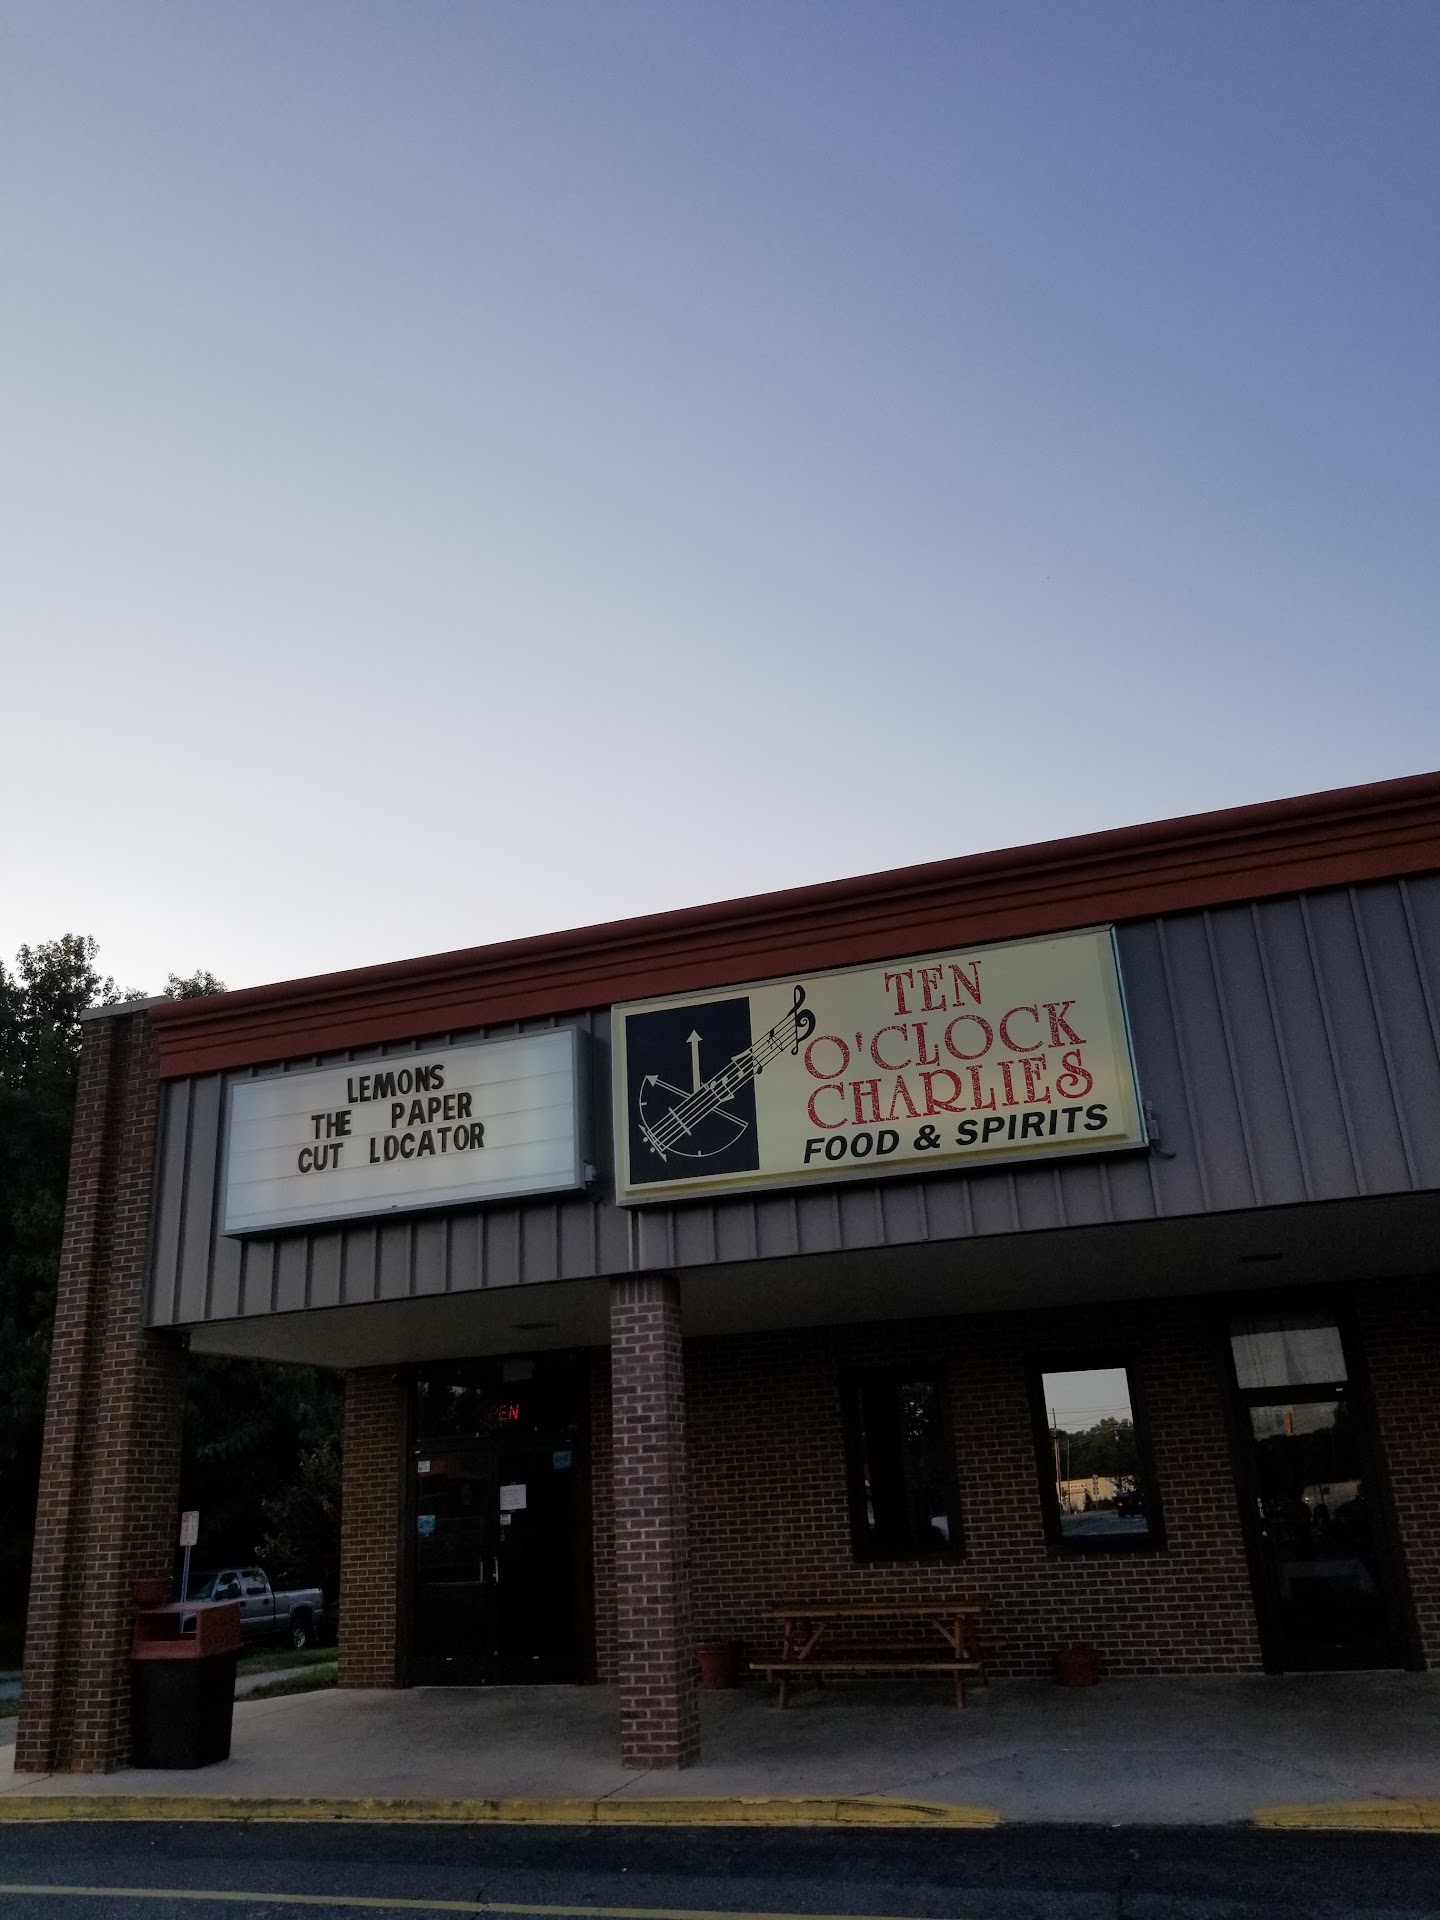 LEMONS
THE PAPER
CUT LOCATOR
TEN
O'CLOCK
CHARLIES
FOOD & SPIRITS